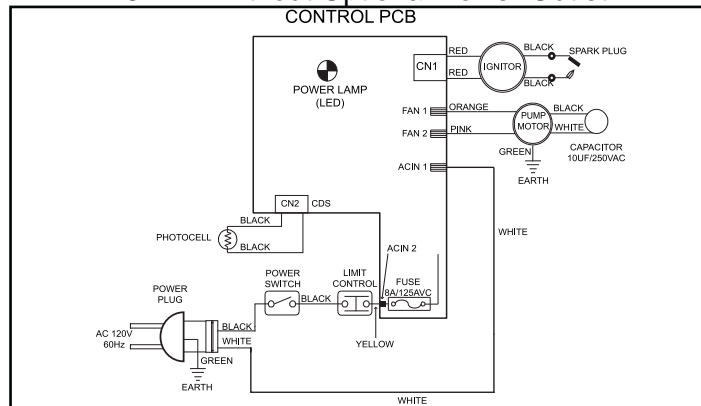 CONTROL PCB
POWER LAMP
(LED)
CN1
RED
RED
IGNITOR
BLACK
BLACK
SPARK PLUG
FAN 1
ORANGE
FAN 2
PINK
PUMP
MOTOR
BLACK
WHITE
GREEN
EARTH
CAPACITOR
10UF/250VAC
ACIN 1
WHITE
CN2
CDS
BLACK
BLACK
PHOTOCELL
ACIN 2
POWER
SWITCH
LIMIT
CONTROL
FUSE
8A/125AVC
BLACK
YELLOW
POWER
PLUG
AC 120V
60Hz
BLACK
WHITE
GREEN
EARTH
WHITE